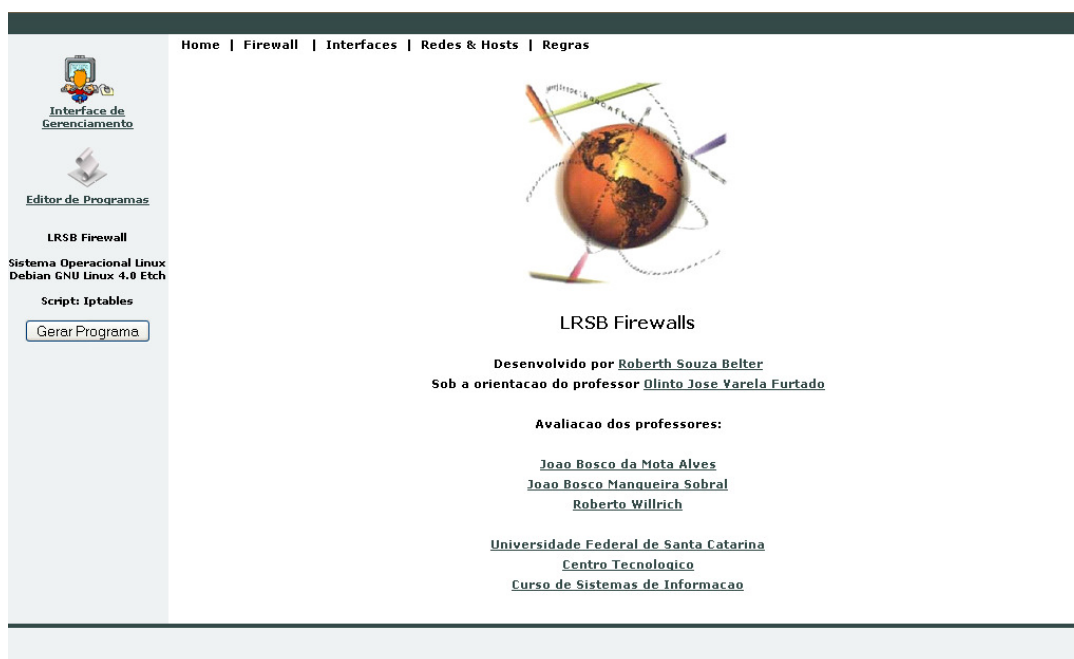 Home | Firewall | Interfaces | Redes & Hosts | Regras
Interface de
Gerenciamento
Editor de Programas
LRSB Firewall
Sistema Operacional Linux
Debian GNU Linux 4.0 Etch
Script: Iptables
Gerar Programa
LRSB Firewalls
Desenvolvido por Roberth Souza Belter
Sob a orientacao do professor Olinto Jose Varela Furtado
Avaliacao dos professores:
Joao Bosco da Mota Alves
Joao Bosco Manqueira Sobral
Roberto Willrich
Universidade Federal de Santa Catarina
Centro Tecnologico
Curso de Sistemas de Informacao